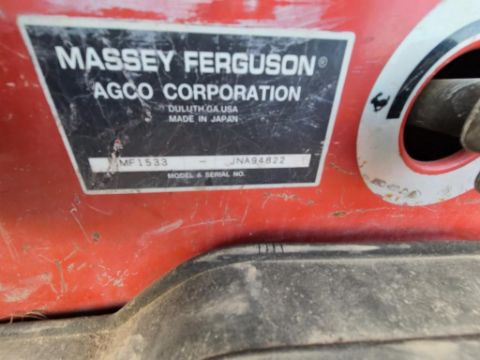 MASSEY FERGUSON®
AGCO CORPORATION
DULUTH.GA.USA
MADE IN JAPAN
MF1533 - JNA94822
MODEL & SERIAL NO.